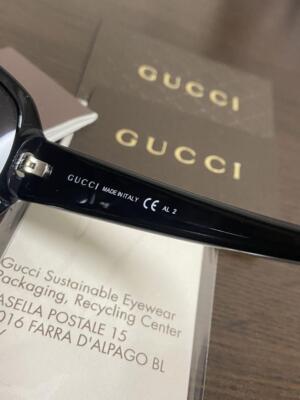 GUCCI
GUCCI
GUCCI MADE IN ITALY CE AL 2
Gucci Sustainable Eyewear
Packaging, Recycling Center
ASELLA POSTALE 15
016 FARRA D'ALPAGO BL